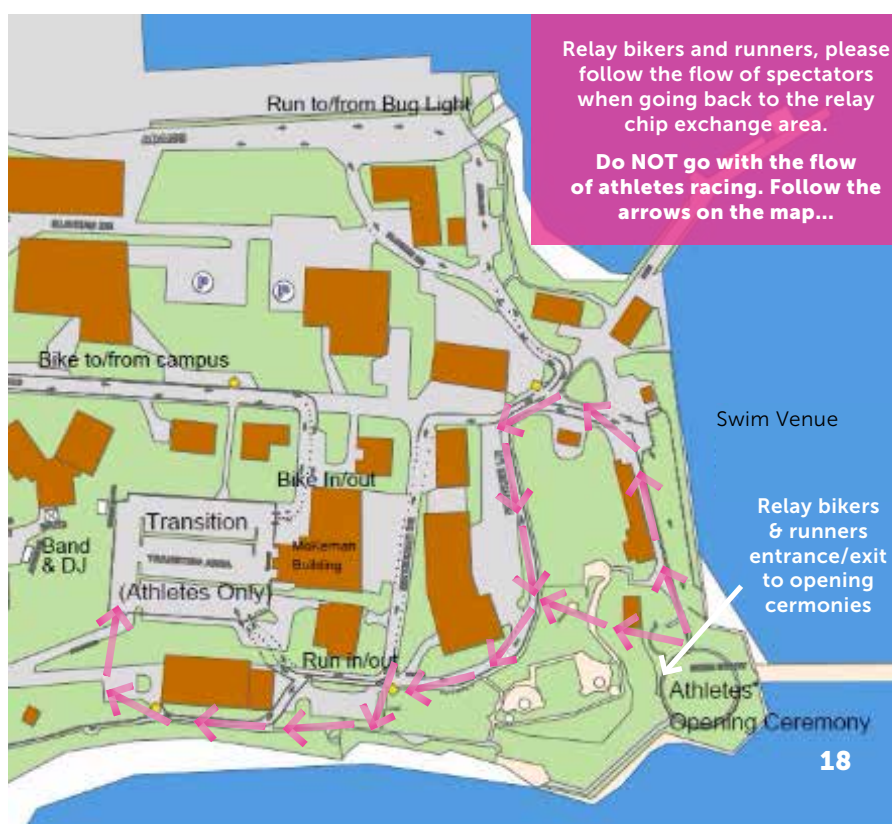 Relay bikers and runners, please
follow the flow of spectators
when going back to the relay
chip exchange area.
Do NOT go with the flow
of athletes racing. Follow the
arrows on the map...
Run to/from Bug Light
P
P
Bike to/from campus
Swim Venue
Bike In/out
Relay bikers
& runners
entrance/exit
to opening
cermonies
Transition
TRANSITION AREA
(Athletes Only)
Band
& DJ
McKernan
Building
Run in/out
Athletes'
Opening Ceremony
18